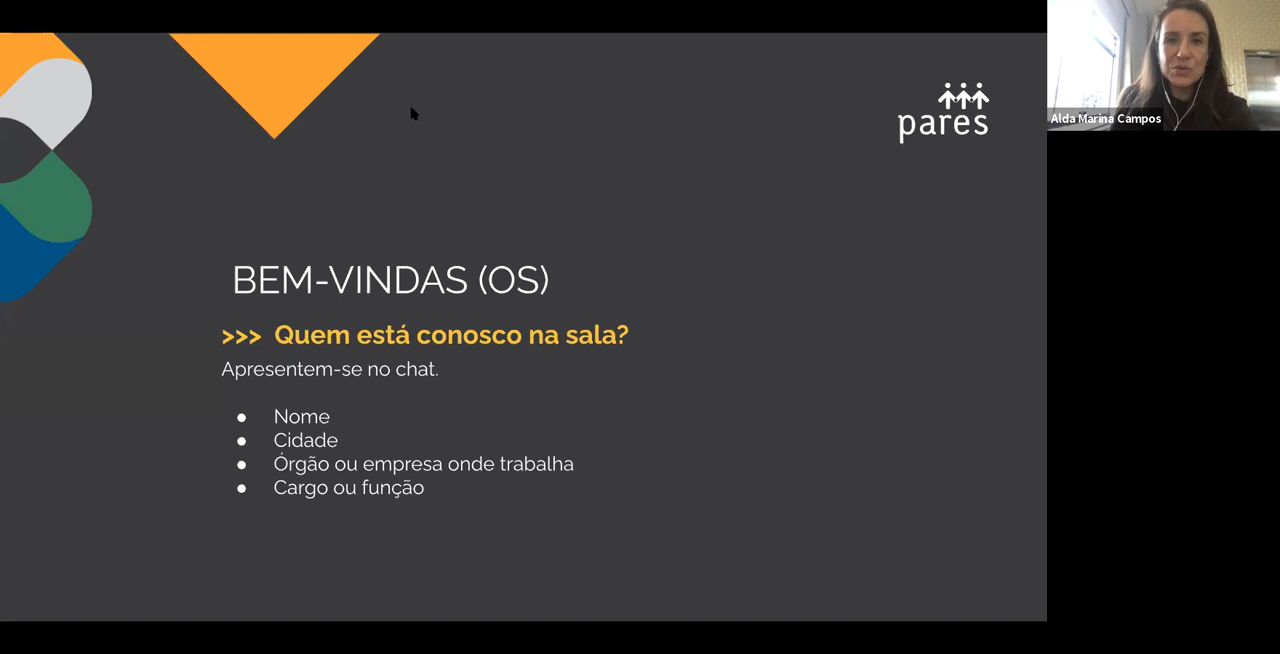 pares
Alda Marina Campos
BEM-VINDAS (OS)
>>> Quem está conosco na sala?
Apresentem-se no chat.
● Nome
● Cidade
● Órgão ou empresa onde trabalha
● Cargo ou função